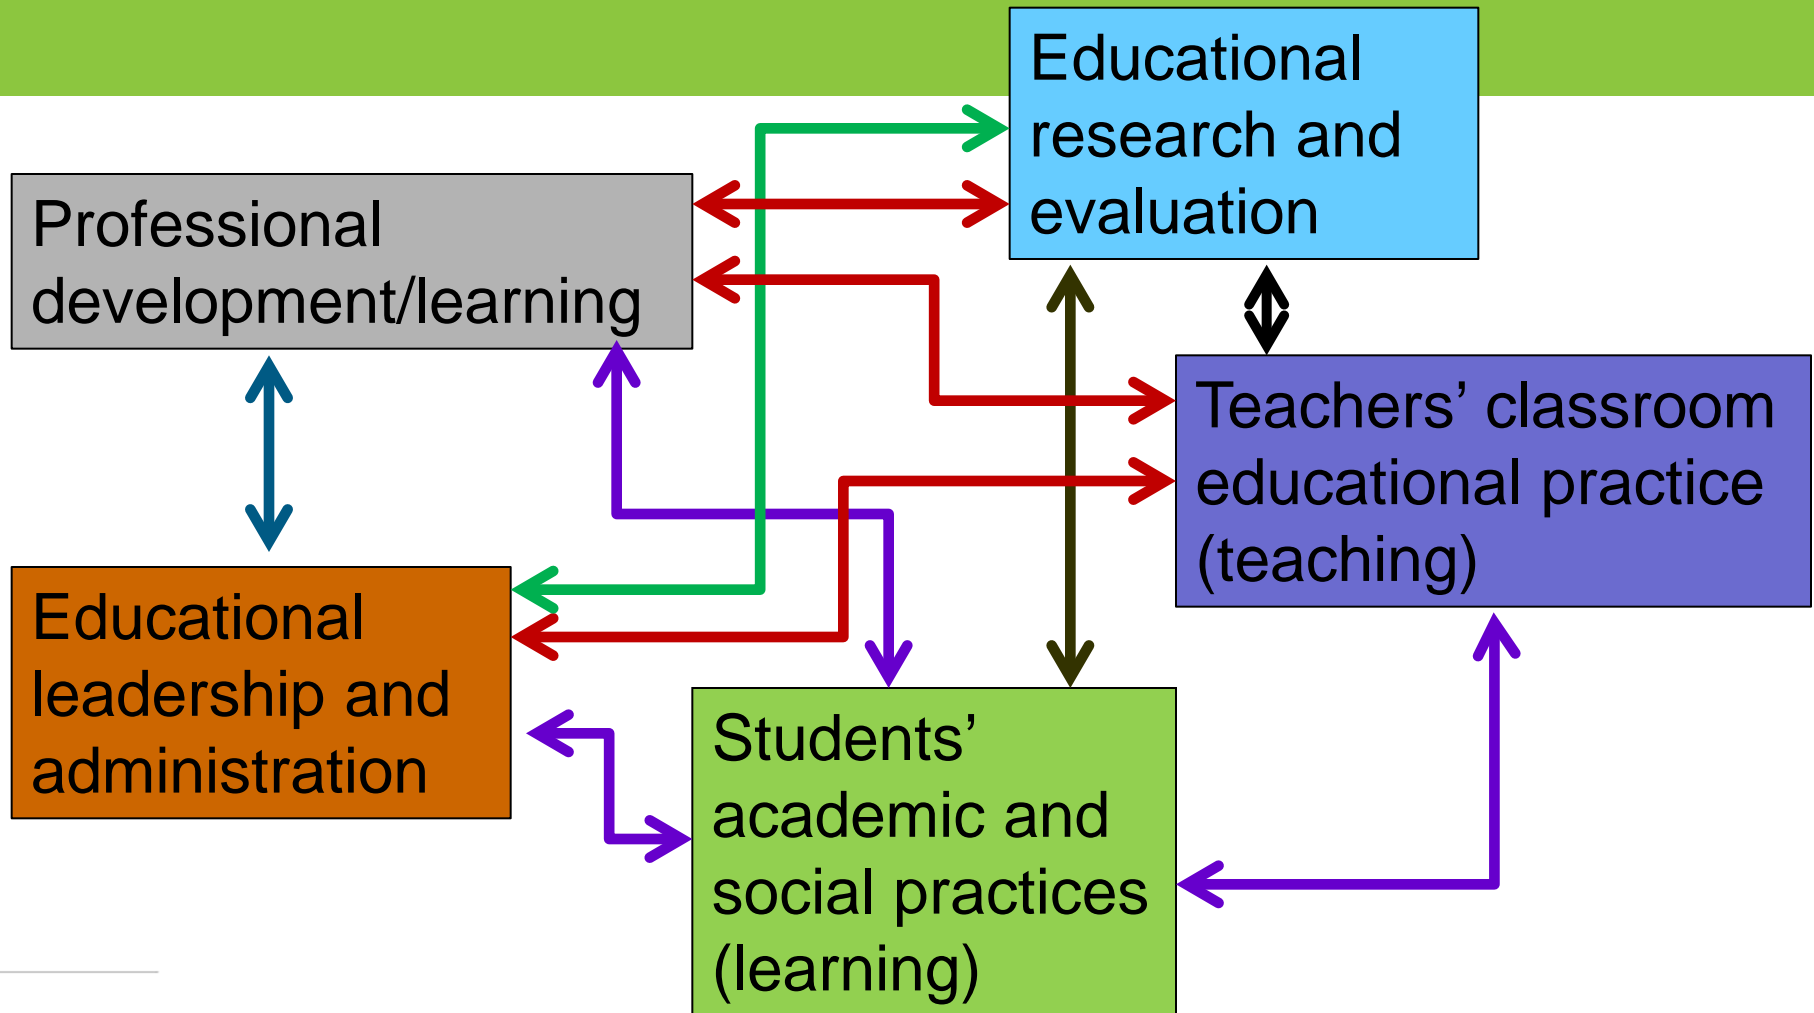 Educational
research and
evaluation
Professional
development/learning
Teachers’ classroom
educational practice
(teaching)
Educational
leadership and
administration
Students’
academic and
social practices
(learning)